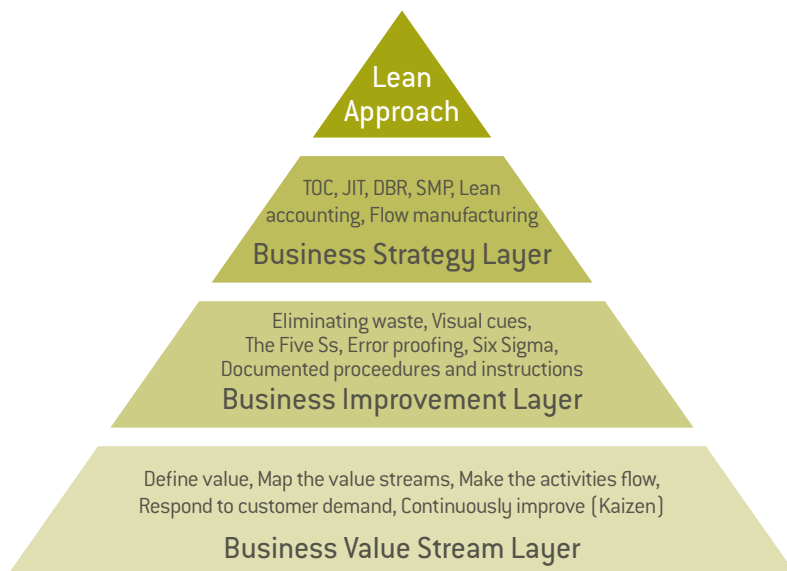 Lean
Approach
TOC, JIT, DBR, SMP, Lean
accounting, Flow manufacturing
Business Strategy Layer
Eliminating waste, Visual cues,
The Five Ss, Error proofing, Six Sigma,
Documented proceedures and instructions
Business Improvement Layer
Define value, Map the value streams, Make the activities flow,
Respond to customer demand, Continuously improve (Kaizen)
Business Value Stream Layer